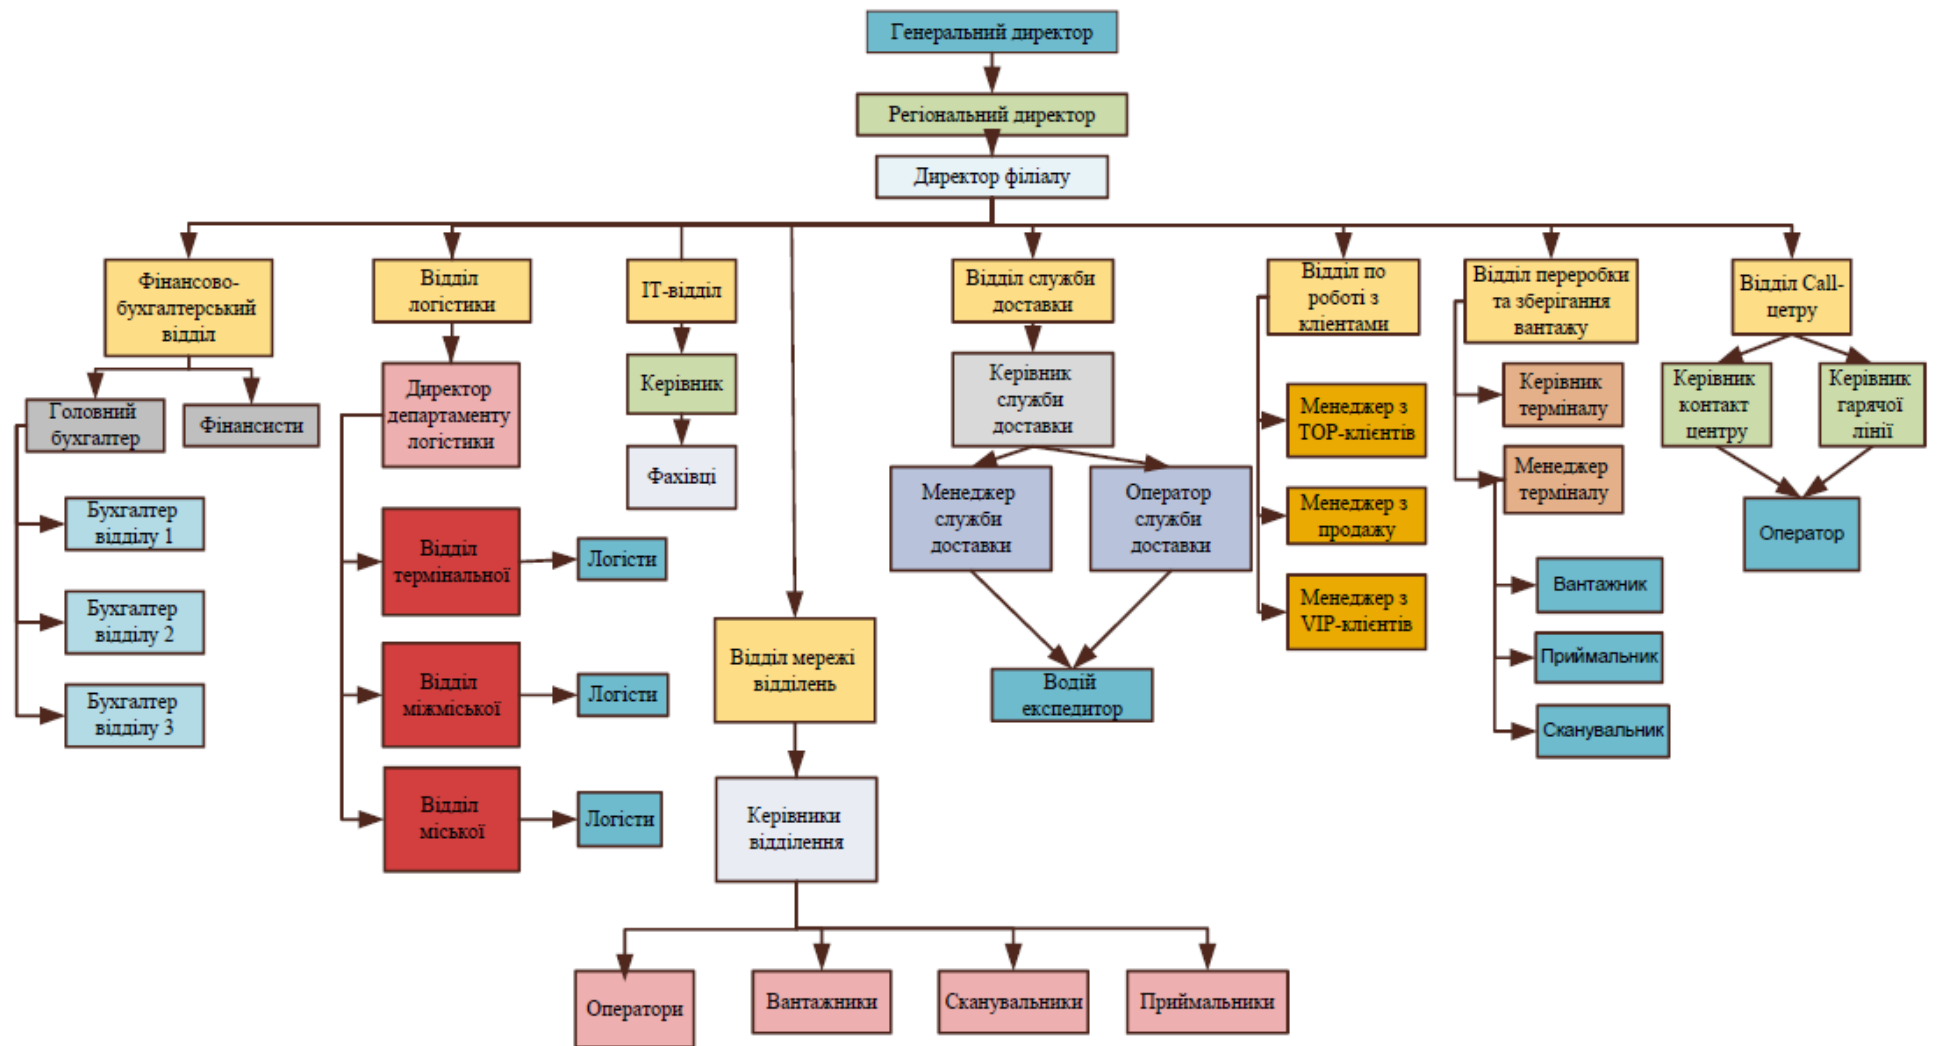 Генеральний директор
Регіональний директор
Директор філіалу
Фінансово-
бухгалтерський
відділ
Відділ
логістики
ІТ-відділ
Відділ служби
доставки
Відділ по
роботі з
клієнтами
Відділ переробки
та зберігання
вантажу
Відділ Call-
цетру
Головний
бухгалтер
Фінансисти
Бухгалтер
відділу 1
Бухгалтер
відділу 2
Бухгалтер
відділу 3
Директор
департаменту
логістики
Відділ
термінальної
Логісти
Відділ
міжміської
Логісти
Відділ
міської
Логісти
Керівник
Фахівці
Відділ мережі
відділень
Керівники
відділення
Оператори
Вантажники
Сканувальники
Приймальники
Керівник
служби
доставки
Менеджер
служби
доставки
Оператор
служби
доставки
Водій
експедитор
Менеджер з
TOP-клієнтів
Менеджер з
продажу
Менеджер з
VIP-клієнтів
Керівник
терміналу
Менеджер
терміналу
Вантажник
Приймальник
Сканувальник
Керівник
контакт
центру
Керівник
гарячої
лінії
Оператор